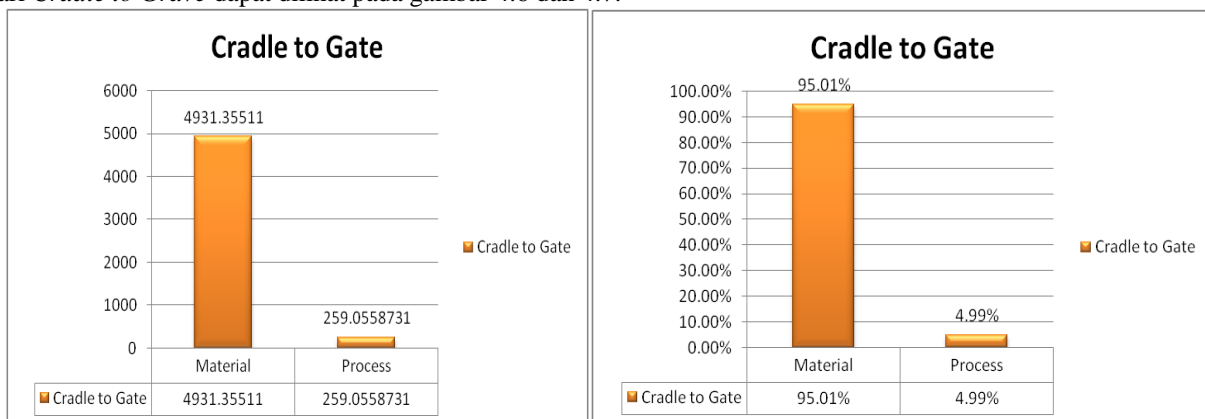 Cradle to Gate
6000
5000
4000
3000
2000
1000
0
4931.35511
259.0558731
Material Process
Cradle to Gate 4931.35511 259.0558731
Cradle to Gate
Cradle to Gate
100.00%
90.00%
80.00%
70.00%
60.00%
50.00%
40.00%
30.00%
20.00%
10.00%
0.00%
95.01%
4.99%
Material Process
Cradle to Gate 95.01% 4.99%
Cradle to Gate